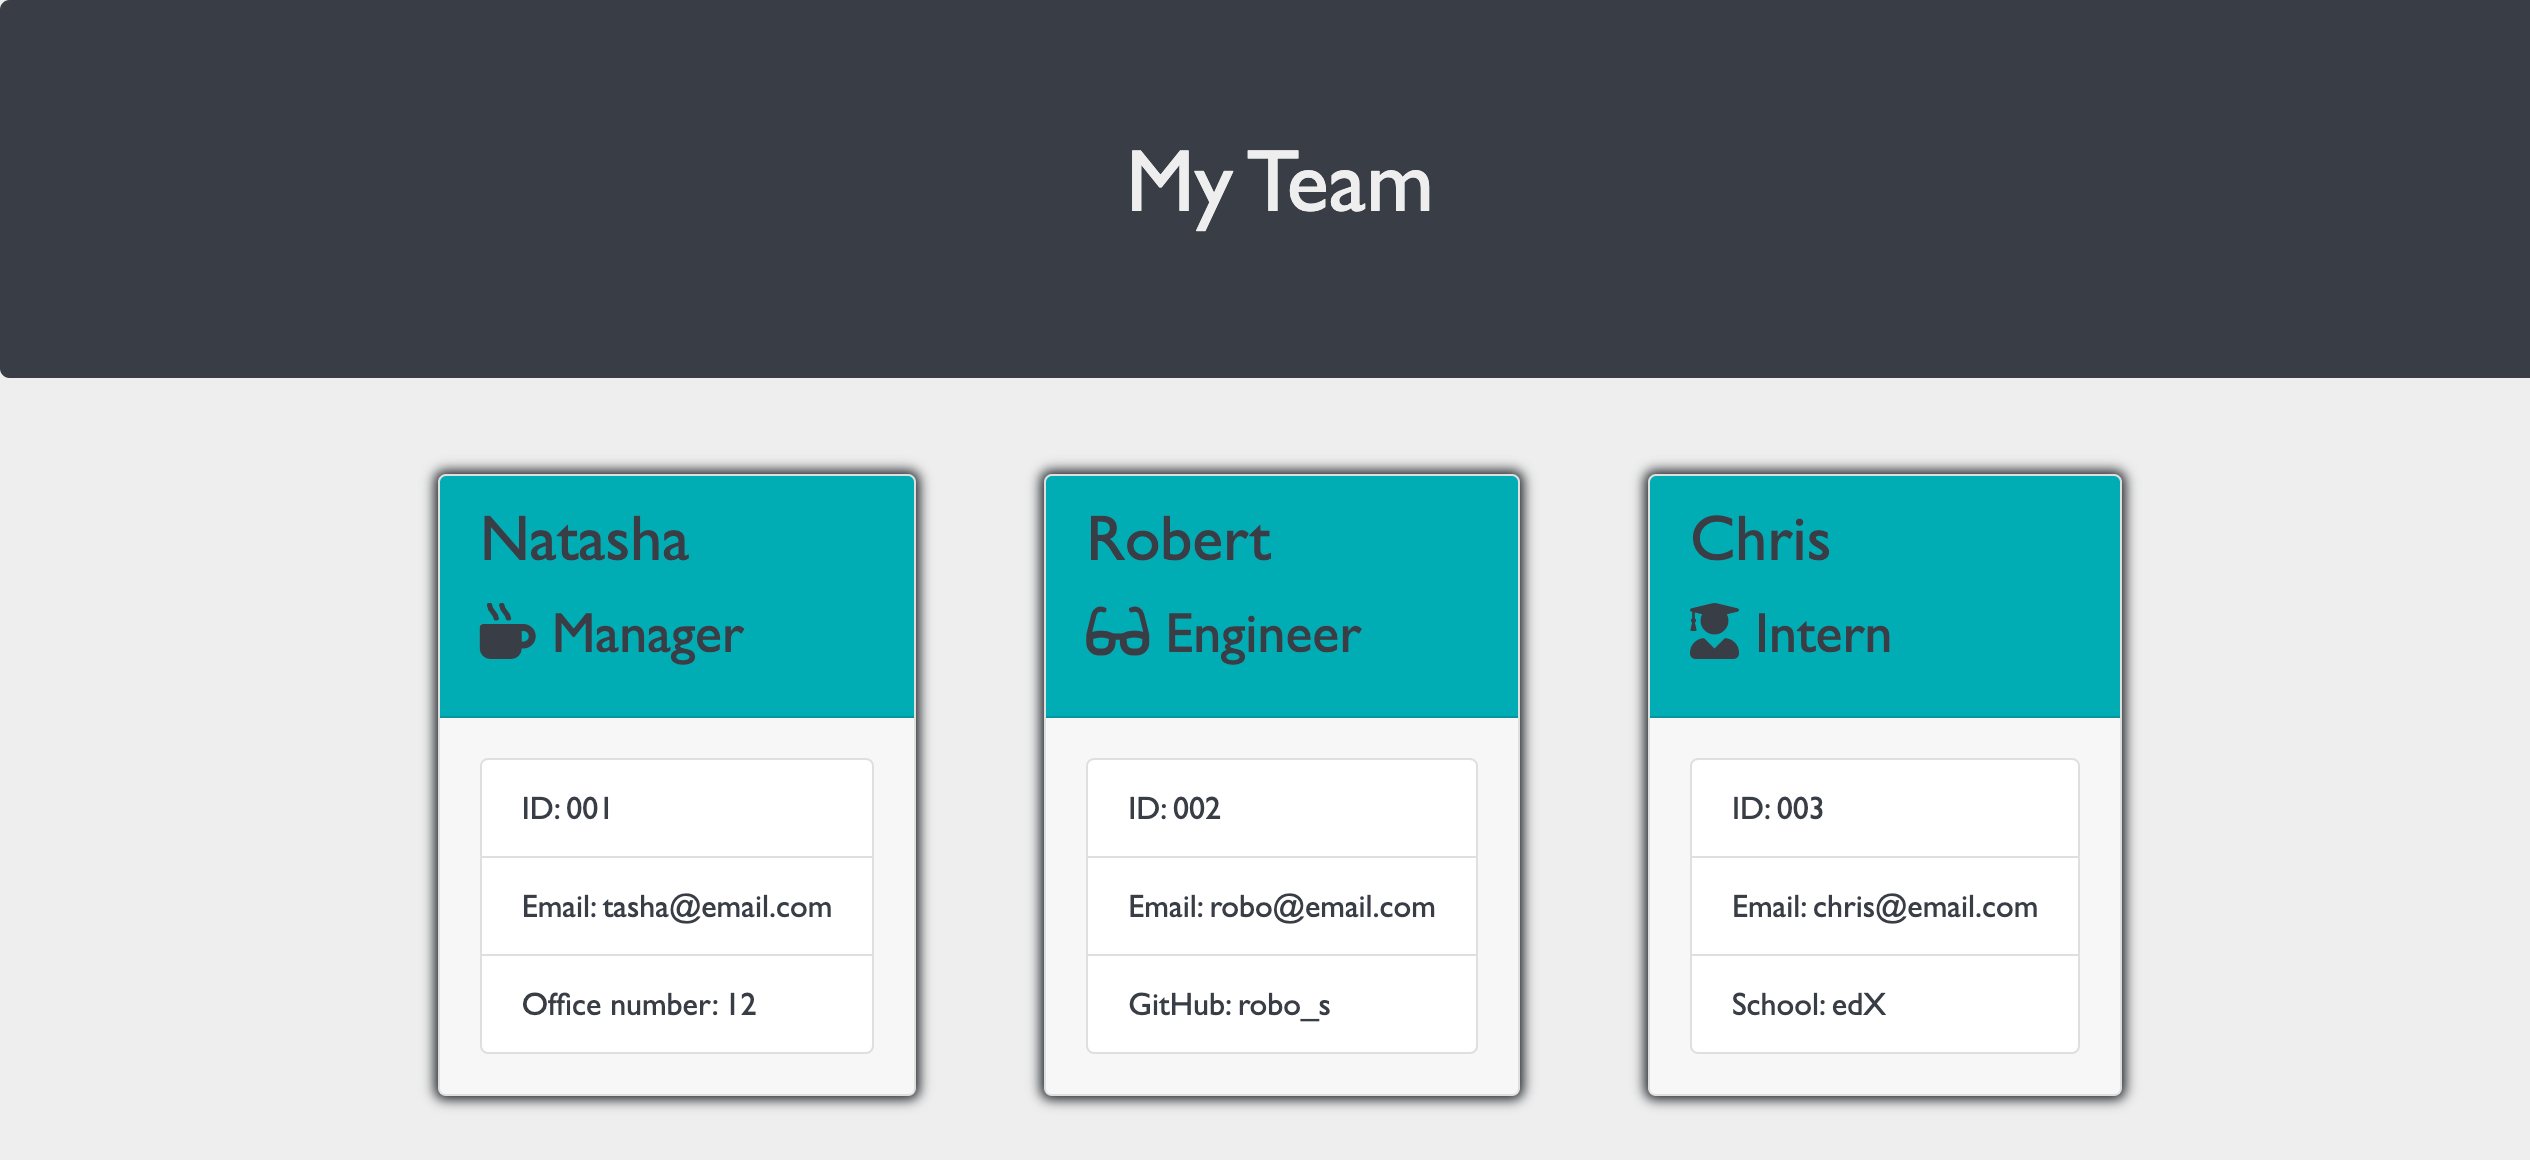 My Team
Natasha
Manager
ID: 001
Email: tasha@email.com
Office number: 12
Robert
Engineer
ID: 002
Email: robo@email.com
GitHub: robo_s
Chris
Intern
ID: 003
Email: chris@email.com
School: edX